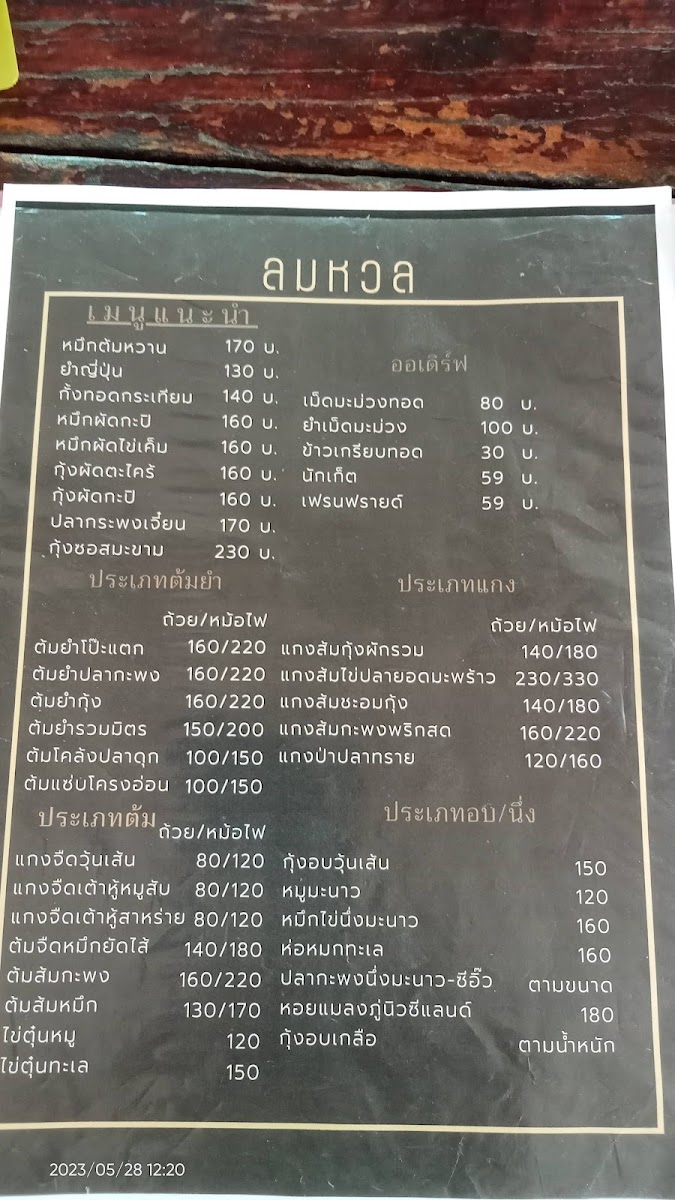 ลมหวล
เมนูแนะนำ
หมึกต้มหวาน 170 บ.
ยำญี่ปุ่น 130 บ.
กั้งทอดกระเทียม 140 บ.
หมึกผัดกะปิ 160 บ.
หมึกผัดไข่เค็ม 160 บ.
กุ้งผัดตะไคร้ 160 บ.
กุ้งผัดกะปิ 160 บ.
ปลากระพงเจี๋ยน 170 บ.
กุ้งซอสมะขาม 230 บ.
ออเดิร์ฟ
เม็ดมะม่วงทอด 80 บ.
ยำเม็ดมะม่วง 100 บ.
ข้าวเกรียบทอด 30 บ.
นักเก็ต 59 บ.
เฟรนฟรายด์ 59 บ.
ประเภทต้มยำ
ถ้วย/หม้อไฟ
ต้มยำโป๊ะแตก 160/220
ต้มยำปลากะพง 160/220
ต้มยำกุ้ง 160/220
ต้มยำรวมมิตร 150/200
ต้มโคล้งปลาดุก 100/150
ต้มแซ่บโครงอ่อน 100/150
ประเภทแกง
ถ้วย/หม้อไฟ
แกงส้มกุ้งผักรวม 140/180
แกงส้มไข่ปลายอดมะพร้าว 230/330
แกงส้มชะอมกุ้ง 140/180
แกงส้มกะพงพริกสด 160/220
แกงป่าปลาทราย 120/160
ประเภทต้ม
ถ้วย/หม้อไฟ
แกงจืดวุ้นเส้น 80/120
แกงจืดเต้าหู้หมูสับ 80/120
แกงจืดเต้าหู้สาหร่าย 80/120
ต้มจืดหมึกยัดไส้ 140/180
ต้มส้มกะพง 160/220
ต้มส้มหมึก 130/170
ไข่ตุ๋นหมู 120
ไข่ตุ๋นทะเล 150
ประเภทอบ/นึ่ง
กุ้งอบวุ้นเส้น 150
หมูมะนาว 120
หมึกไข่นึ่งมะนาว 160
ห่อหมกทะเล 160
ปลากะพงนึ่งมะนาว-ซีอิ๊ว ตามขนาด
หอยแมลงภู่นิวซีแลนด์ 180
กุ้งอบเกลือ ตามน้ำหนัก
2023/05/28 12:20